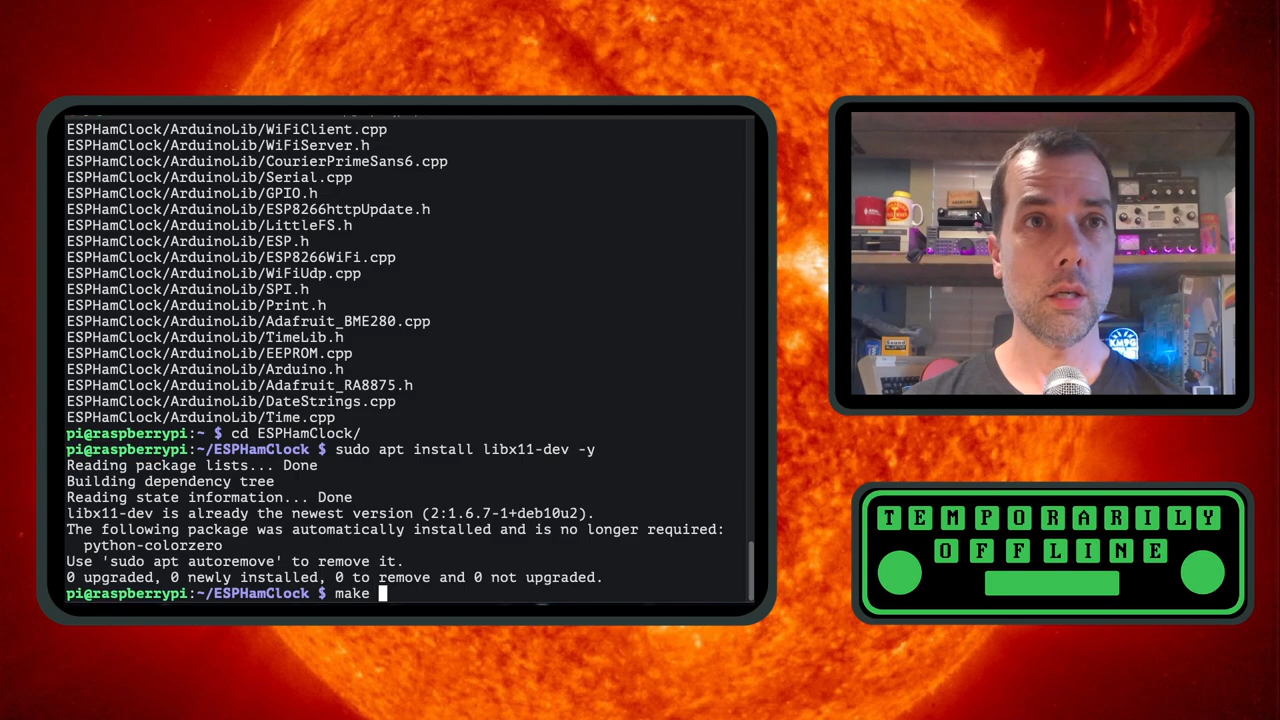 ESPHamClock/ArduinoLib/WiFiClient.cpp
ESPHamClock/ArduinoLib/WiFiServer.h
ESPHamClock/ArduinoLib/CourierPrimeSans6.cpp
ESPHamClock/ArduinoLib/Serial.cpp
ESPHamClock/ArduinoLib/GPIO.h
ESPHamClock/ArduinoLib/ESP8266httpUpdate.h
ESPHamClock/ArduinoLib/LittleFS.h
ESPHamClock/ArduinoLib/ESP.h
ESPHamClock/ArduinoLib/ESP8266WiFi.cpp
ESPHamClock/ArduinoLib/WiFiUdp.cpp
ESPHamClock/ArduinoLib/SPI.h
ESPHamClock/ArduinoLib/Print.h
ESPHamClock/ArduinoLib/Adafruit_BME280.cpp
ESPHamClock/ArduinoLib/TimeLib.h
ESPHamClock/ArduinoLib/EEPROM.cpp
ESPHamClock/ArduinoLib/Arduino.h
ESPHamClock/ArduinoLib/Adafruit_RA8875.h
ESPHamClock/ArduinoLib/DateStrings.cpp
ESPHamClock/ArduinoLib/Time.cpp
pi@raspberrypi:~ $ cd ESPHamClock/
pi@raspberrypi:~/ESPHamClock $ sudo apt install libx11-dev -y
Reading package lists... Done
Building dependency tree
Reading state information... Done
libx11-dev is already the newest version (2:1.6.7-1+deb10u2).
The following package was automatically installed and is no longer required:
  python-colorzero
Use 'sudo apt autoremove' to remove it.
0 upgraded, 0 newly installed, 0 to remove and 0 not upgraded.
pi@raspberrypi:~/ESPHamClock $ make
KM9G
TEMPORARILY
OFFLINE